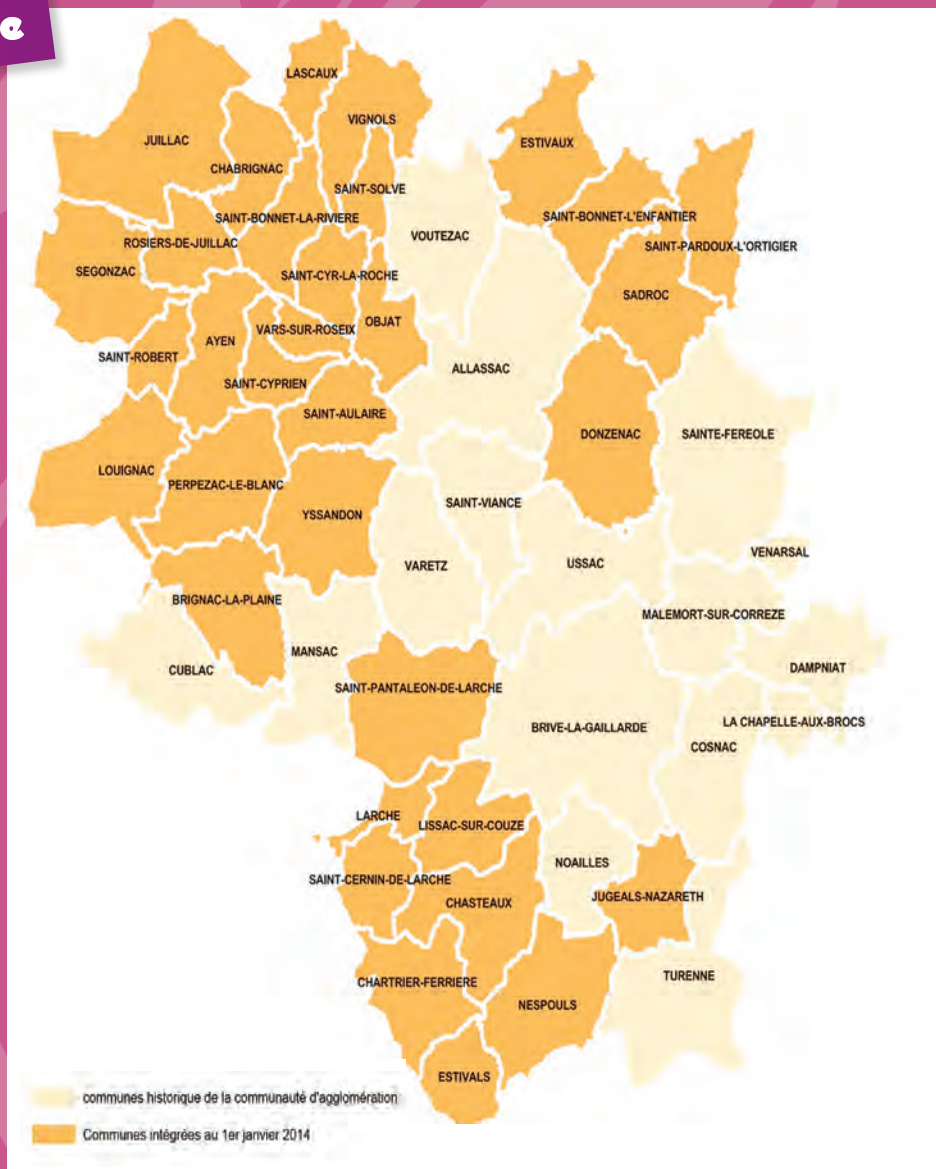 e
LASCAUX
VIGNOLS
JUILLAC
ESTIVAUX
CHABRIGNAC
SAINT-SOLVE
SAINT-BONNET-LA-RIVIERE
SAINT-BONNET-L'ENFANTIER
VOUTEZAC
ROSIERS-DE-JUILLAC
SAINT-PARDOUX-L'ORTIGIER
SEGONZAC
SAINT-CYR-LA-ROCHE
SADROC
OBJAT
VARS-SUR-ROSEIX
AYEN
SAINT-ROBERT
ALLASSAC
SAINT-CYPRIEN
SAINT-AULAIRE
DONZENAC
SAINTE-FEREOLE
LOUIGNAC
PERPEZAC-LE-BLANC
SAINT-VIANCE
YSSANDON
VENARSAL
VARETZ
USSAC
BRIGNAC-LA-PLAINE
MALEMORT-SUR-CORREZE
MANSAC
CUBLAC
DAMPNIAT
SAINT-PANTALEON-DE-LARCHE
LA CHAPELLE-AUX-BROCS
BRIVE-LA-GAILLARDE
COSNAC
LARCHE
LISSAC-SUR-COUZE
NOAILLES
SAINT-CERNIN-DE-LARCHE
JUGEALS-NAZARETH
CHASTEAUX
TURENNE
CHARTRIER-FERRIERE
NESPOULS
ESTIVALS
communes historique de la communauté d'agglomération
Communes intégrées au 1er janvier 2014